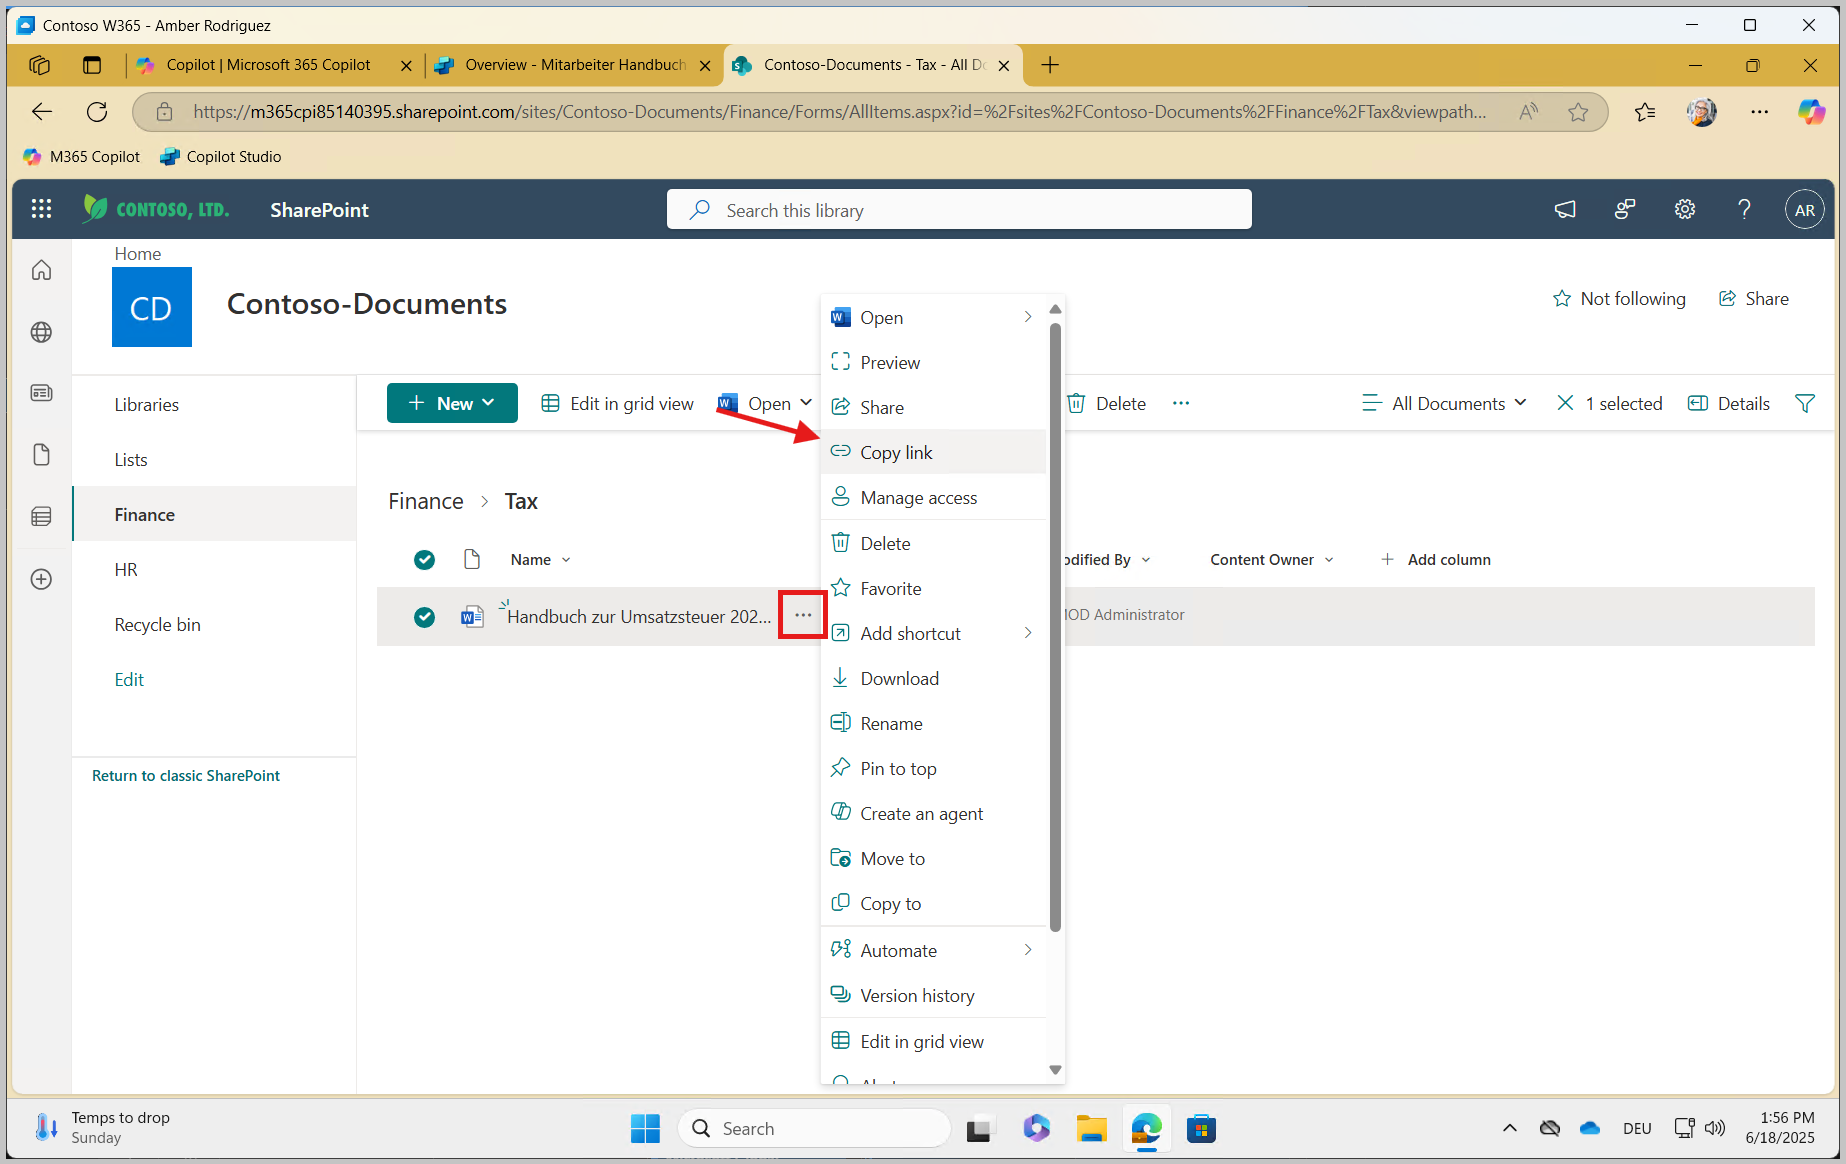 Contoso W365 - Amber Rodriguez
Copilot | Microsoft 365 Copilot
Overview - Mitarbeiter Handbuch
Contoso-Documents - Tax - All Do
https://m365cpi85140395.sharepoint.com/sites/Contoso-Documents/Finance/Forms/AllItems.aspx?id=%2Fsites%2FContoso-Documents%2FFinance%2FTax&viewpath...
M365 Copilot
Copilot Studio
CONTOSO, LTD.
SharePoint
Search this library
AR
Home
CD
Contoso-Documents
Not following
Share
Libraries
Lists
Finance
HR
Recycle bin
Edit
Return to classic SharePoint
New
Edit in grid view
Open
Delete
...
All Documents
1 selected
Details
Finance > Tax
Name
odified By
Content Owner
Add column
Handbuch zur Umsatzsteuer 202...
...
OD Administrator
Open
Preview
Share
Copy link
Manage access
Delete
Favorite
Add shortcut
Download
Rename
Pin to top
Create an agent
Move to
Copy to
Automate
Version history
Edit in grid view
Temps to drop
Sunday
Search
DEU
1:56 PM
6/18/2025